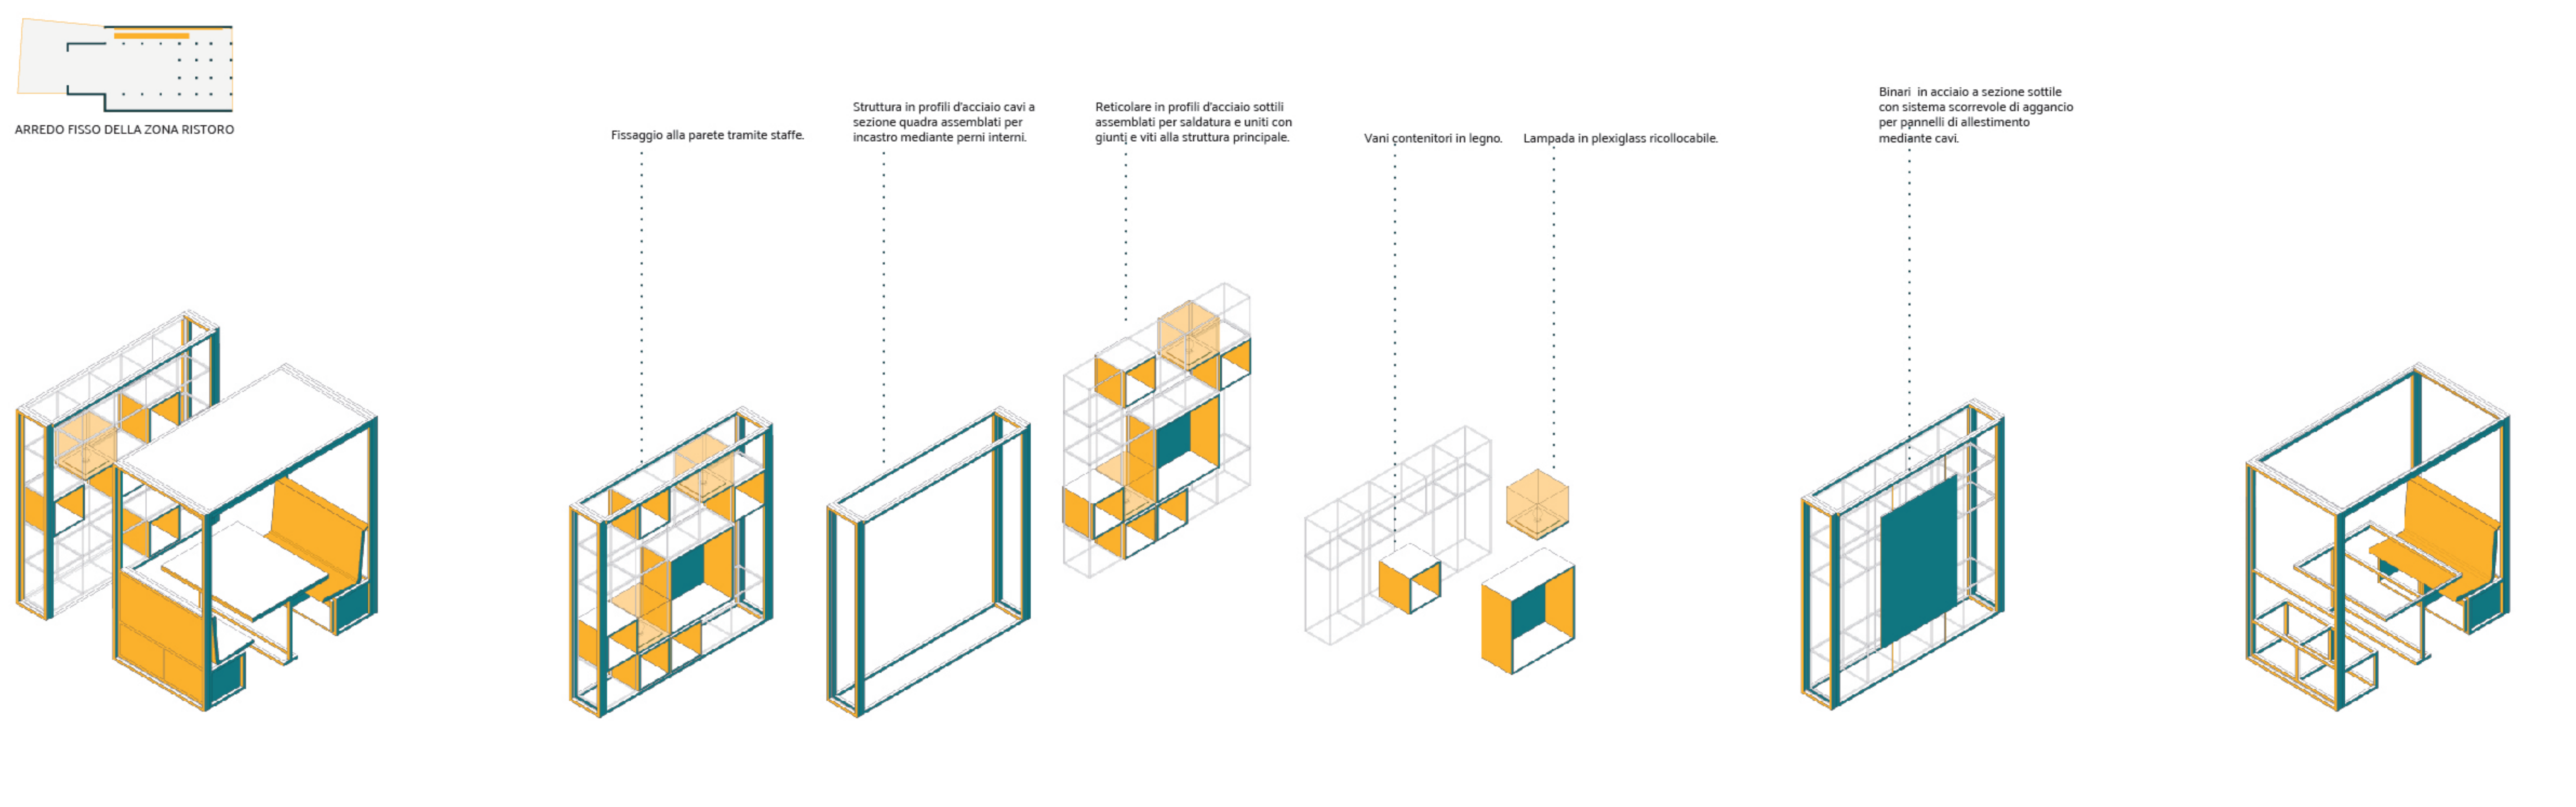 ARREDO FISSO DELLA ZONA RISTORO
Fissaggio alla parete tramite staffe.
Struttura in profili d'acciaio cavi a
sezione quadra assemblati per
incastro mediante perni interni.
Reticolare in profili d'acciaio sottili
assemblati per saldatura e uniti con
giunti e viti alla struttura principale.
Vani contenitori in legno.
Lampada in plexiglass ricollocabile.
Binari in acciaio a sezione sottile
con sistema scorrevole di aggancio
per pannelli di allestimento
mediante cavi.